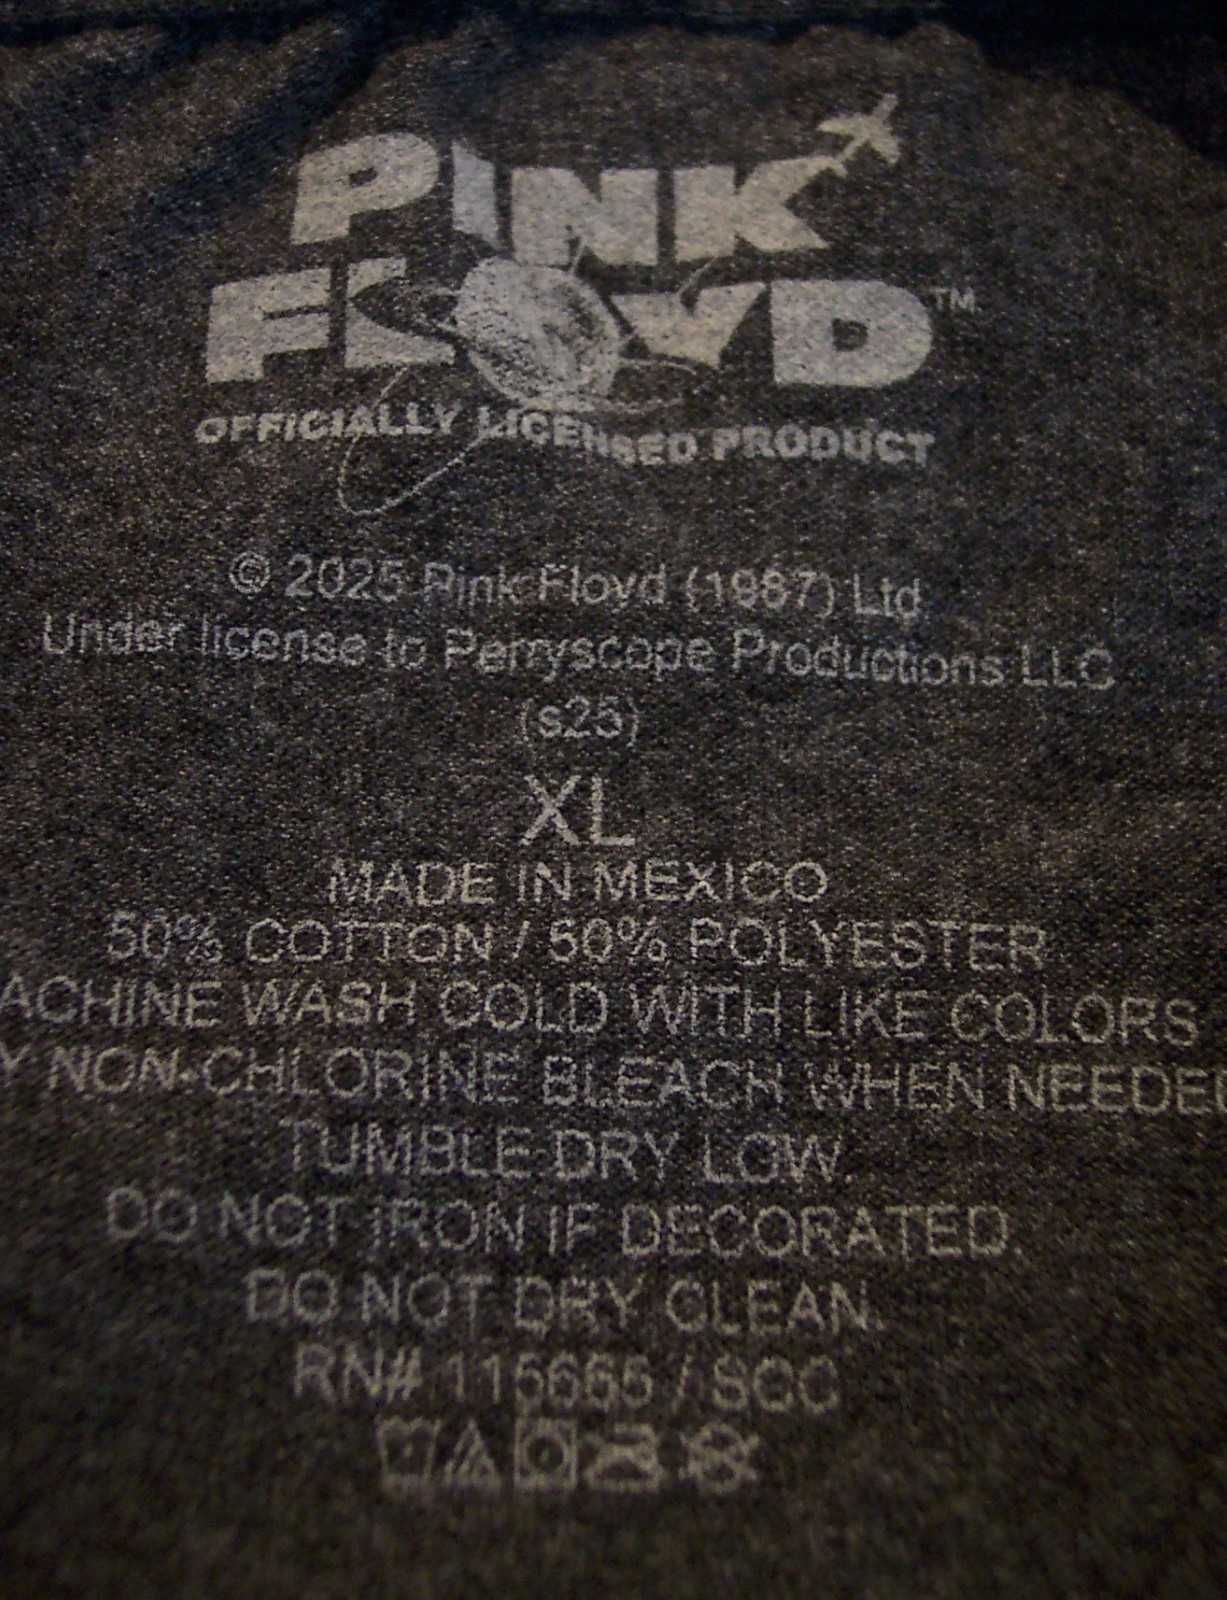 PINK
FLOYD™
OFFICIALLY LICENSED PRODUCT
© 2025 Pink Floyd (1987) Ltd
Under license to Perryscope Productions LLC
(s25)
XL
MADE IN MEXICO
50% COTTON / 50% POLYESTER
ACHINE WASH COLD WITH LIKE COLORS
Y NON-CHLORINE BLEACH WHEN NEEDE
TUMBLE DRY LOW.
DO NOT IRON IF DECORATED.
DO NOT DRY CLEAN.
RN# 115665 / SGC